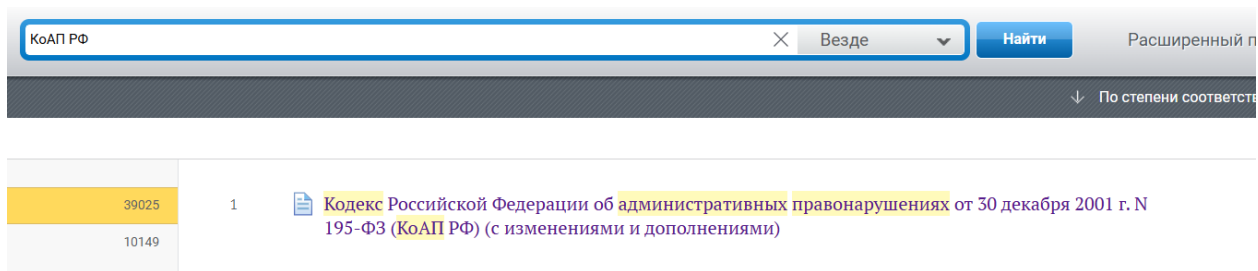 КоАП РФ
Везде
Найти
Расширенный п
По степени соответств
39025
10149
1
Кодекс Российской Федерации об административных правонарушениях от 30 декабря 2001 г. N
195-ФЗ (КоАП РФ) (с изменениями и дополнениями)